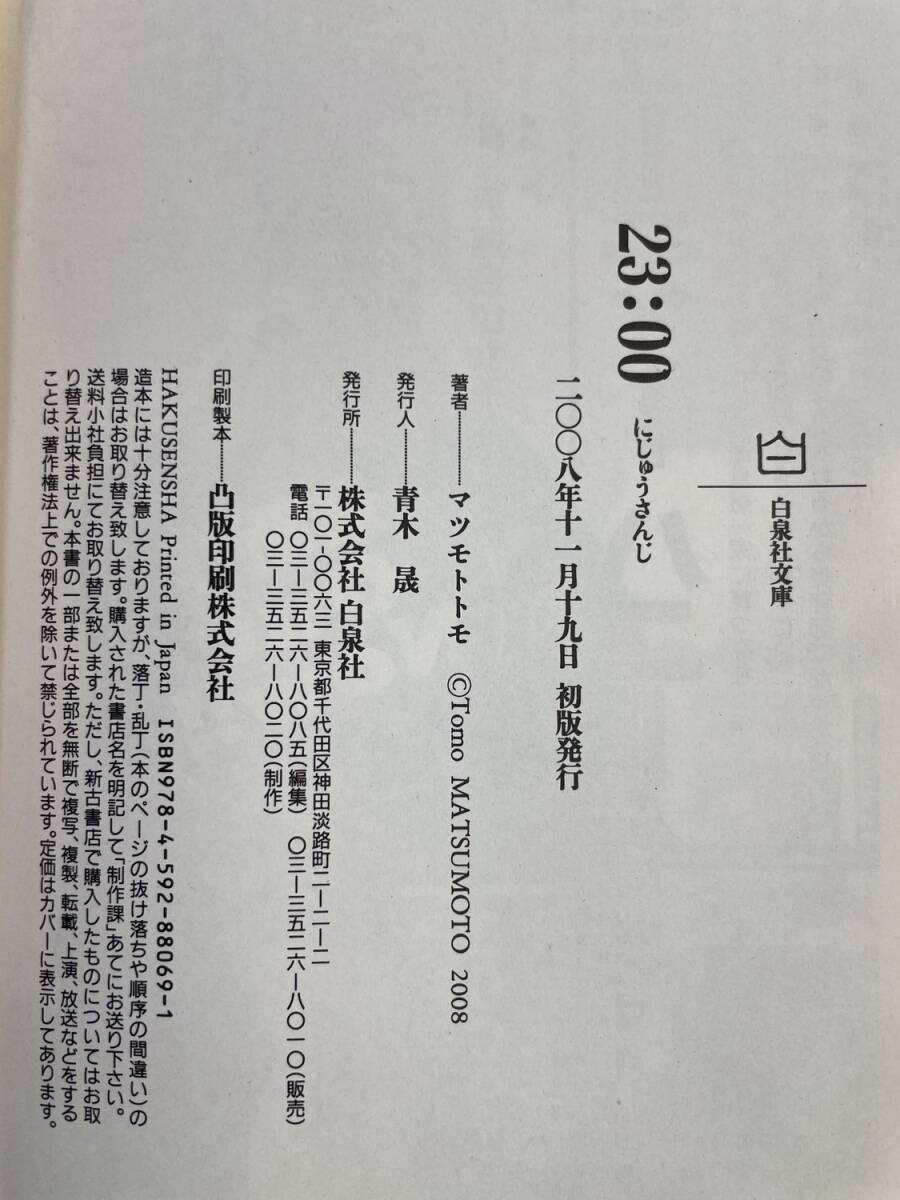 白泉社文庫
23:00 にじゅうさんじ
二〇〇八年十一月十九日 初版発行
著者————マツモトトモ ©Tomo MATSUMOTO 2008
発行人————青木 晟
発行所————株式会社 白泉社
〒一〇一-〇〇六三 東京都千代田区神田淡路町二-二-二
電話 〇三-三五二六-八〇八五(編集) 〇三-三五二六-八〇一〇(販売)
〇三-三五二六-八〇二〇(制作)
印刷製本————凸版印刷株式会社
HAKUSENSHA Printed in Japan ISBN978-4-592-88069-1
造本には十分注意しておりますが、落丁・乱丁(本のページの抜け落ちや順序の間違い)の
場合はお取り替え致します。購入された書店名を明記して「制作課」あてにお送り下さい。
送料小社負担にてお取り替え致します。ただし、新古書店で購入したものについてはお取
り替え出来ません。本書の一部または全部を無断で複写、複製、転載、上演、放送などをする
ことは、著作権法上での例外を除いて禁じられています。定価はカバーに表示してあります。